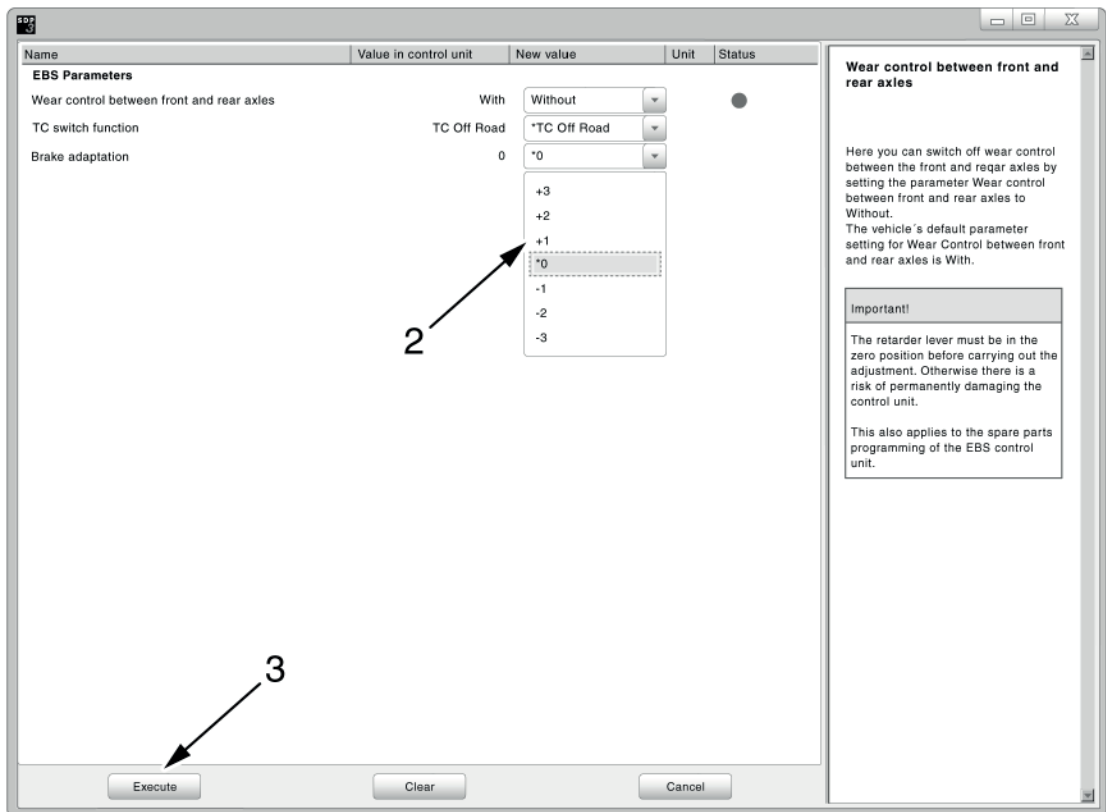 SDP
3
X
Name Value in control unit New value Unit Status
EBS Parameters
Wear control between front and rear axles With Without
TC switch function TC Off Road *TC Off Road
Brake adaptation 0 *0
+3
+2
+1
*0
-1
-2
-3
2
3
Execute Clear Cancel
Wear control between front and
rear axles
Here you can switch off wear control
between the front and reqar axles by
setting the parameter Wear control
between front and rear axles to
Without.
The vehicle´s default parameter
setting for Wear Control between front
and rear axles is With.
Important!
The retarder lever must be in the
zero position before carrying out the
adjustment. Otherwise there is a
risk of permanently damaging the
control unit.
This also applies to the spare parts
programming of the EBS control
unit.